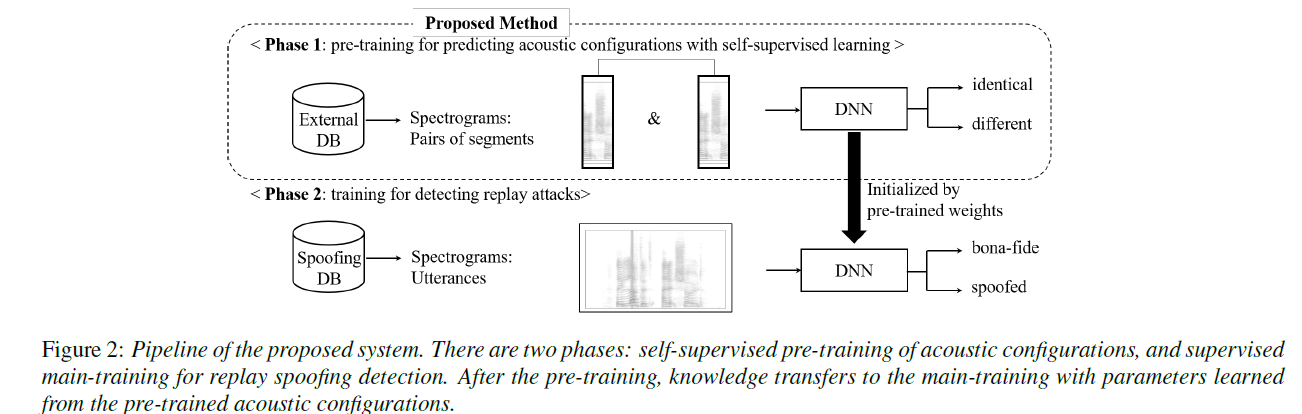 Proposed Method
< Phase 1: pre-training for predicting acoustic configurations with self-supervised learning >
External
DB
Spectrograms:
Pairs of segments
&
DNN
identical
different
Initialized by
pre-trained weights
< Phase 2: training for detecting replay attacks>
Spoofing
DB
Spectrograms:
Utterances
DNN
bona-fide
spoofed
Figure 2: Pipeline of the proposed system. There are two phases: self-supervised pre-training of acoustic configurations, and supervised
main-training for replay spoofing detection. After the pre-training, knowledge transfers to the main-training with parameters learned
from the pre-trained acoustic configurations.